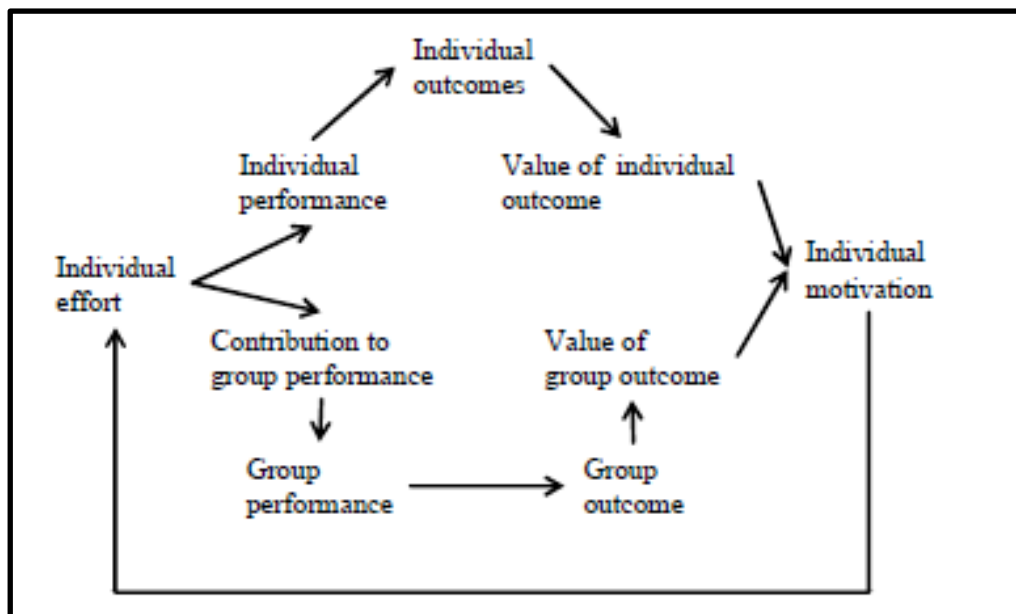 Individual
outcomes
Individual
performance
Value of individual
outcome
Individual
effort
Individual
motivation
Contribution to
group performance
Value of
group outcome
Group
performance
Group
outcome